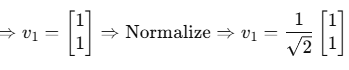 ⇒ v₁ = [1 1] ⇒ Normalize ⇒ v₁ = 1/√2 [1 1]